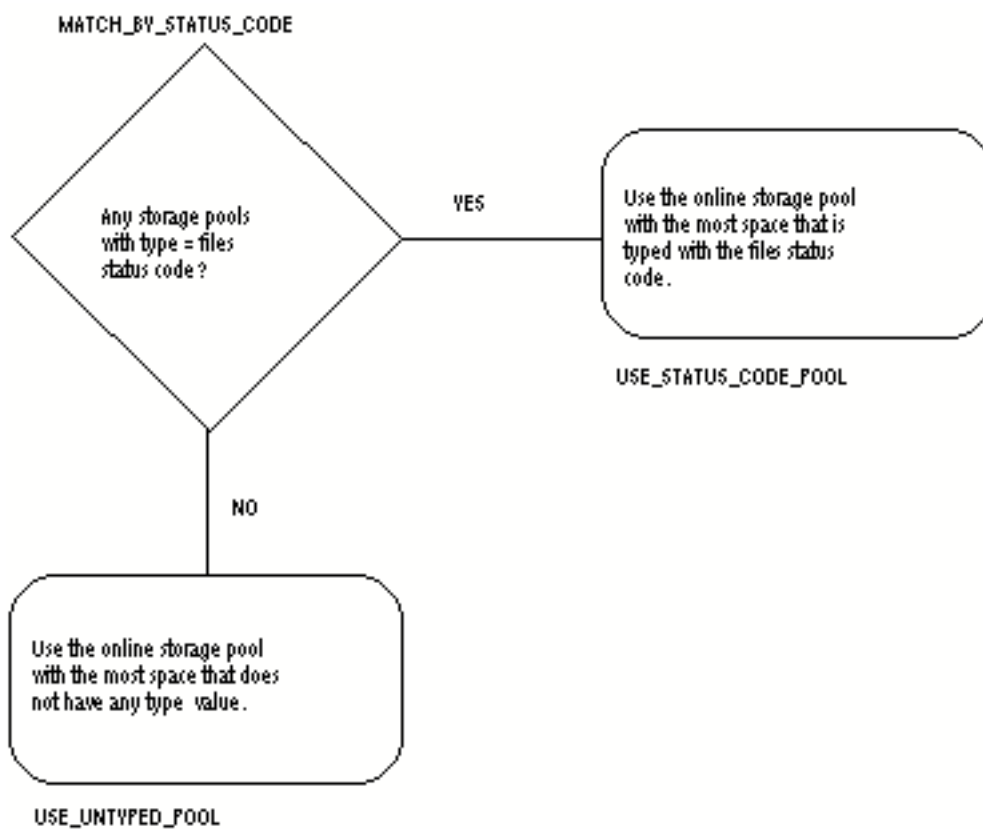 MATCH_BY_STATUS_CODE
Any storage pools
with type = files
status code?
YES
Use the online storage pool
with the most space that is
typed with the files status
code.
USE_STATUS_CODE_POOL
NO
Use the online storage pool
with the most space that does
not have any type value.
USE_UNTYPED_POOL